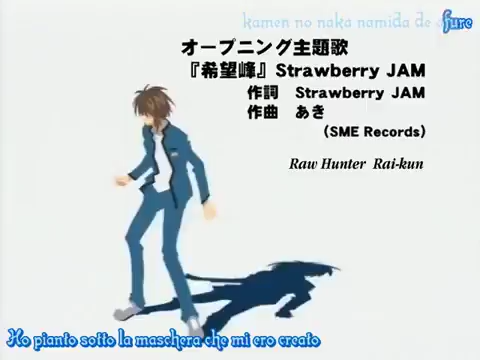 kamen no naka namida de afure
オープニング主題歌
『希望峰』Strawberry JAM
作詞 Strawberry JAM
作曲 あき
(SME Records)
Raw Hunter Rai-kun
Ho pianto sotto la maschera che mi ero creato